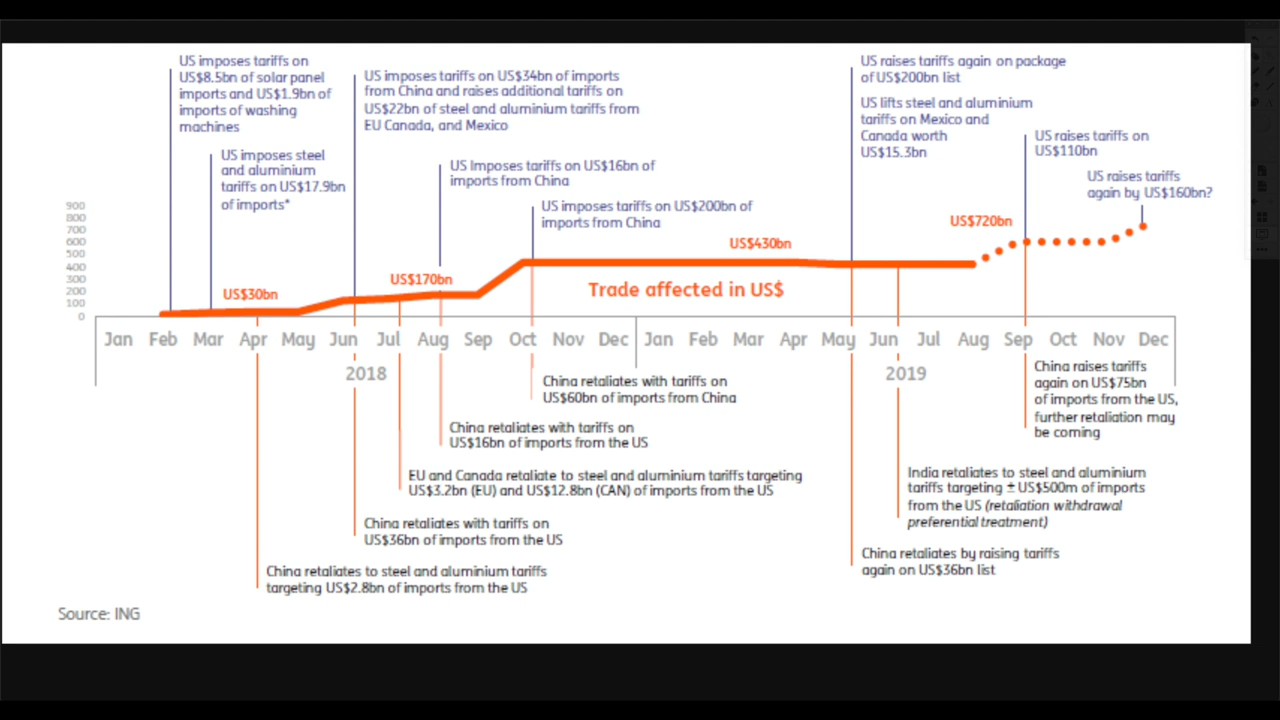 US imposes tariffs on
US$8.5bn of solar panel
imports and US$1.9bn of
imports of washing
machines
US imposes steel
and aluminium
tariffs on US$17.9bn
of imports*
US imposes tariffs on US$34bn of imports
from China and raises additional tariffs on
US$22bn of steel and aluminium tariffs from
EU Canada, and Mexico
US Imposes tariffs on US$16bn of
imports from China
US imposes tariffs on US$200bn of
imports from China
US raises tariffs again on package
of US$200bn list
US lifts steel and aluminium
tariffs on Mexico and
Canada worth
US$15.3bn
US raises tariffs on
US$110bn
US raises tariffs
again by US$160bn?
900
800
700
600
500
400
300
200
100
0
US$30bn
US$170bn
US$430bn
US$720bn
Trade affected in US$
Jan Feb Mar Apr May Jun Jul Aug Sep Oct Nov Dec Jan Feb Mar Apr May Jun Jul Aug Sep Oct Nov Dec
2018 2019
China retaliates with tariffs on
US$60bn of imports from China
China retaliates with tariffs on
US$16bn of imports from the US
EU and Canada retaliate to steel and aluminium tariffs targeting
US$3.2bn (EU) and US$12.8bn (CAN) of imports from the US
China retaliates with tariffs on
US$36bn of imports from the US
China retaliates to steel and aluminium tariffs
targeting US$2.8bn of imports from the US
China raises tariffs
again on US$75bn
of imports from the US,
further retaliation may
be coming
India retaliates to steel and aluminium
tariffs targeting ± US$500m of imports
from the US (retaliation withdrawal
preferential treatment)
China retaliates by raising tariffs
again on US$36bn list
Source: ING